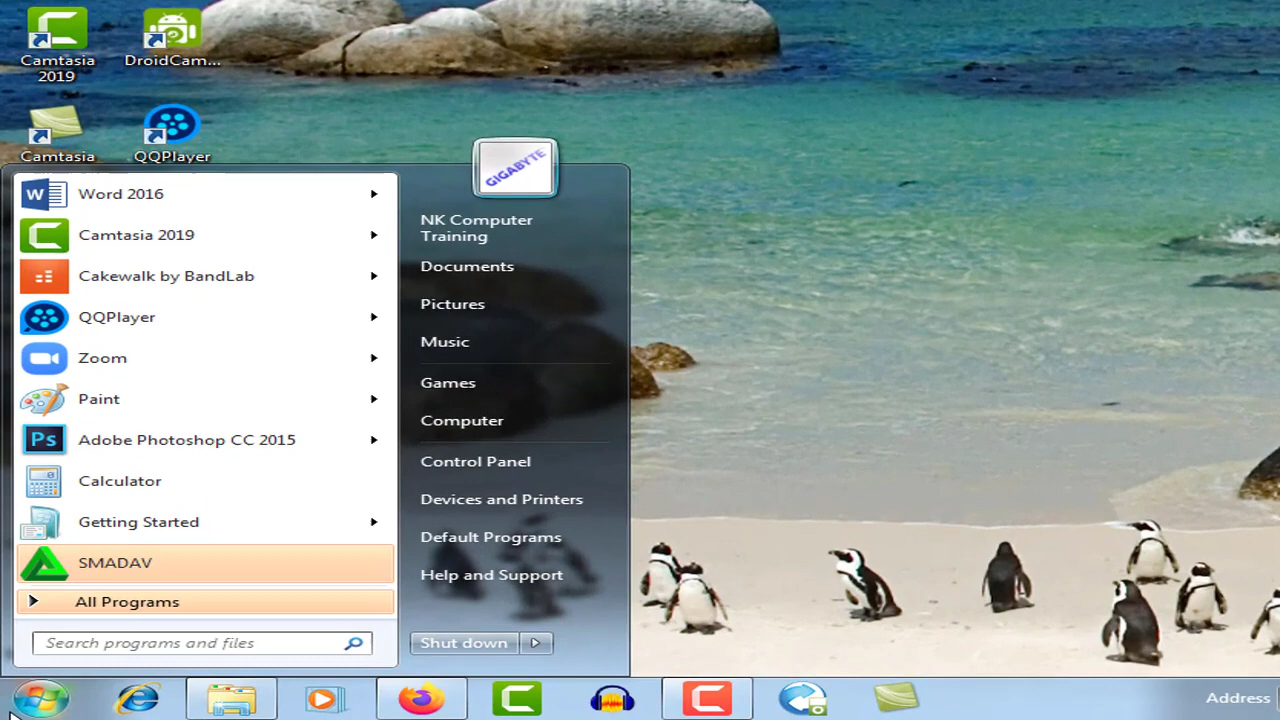 Camtasia
2019
DroidCam...
Camtasia
QQPlayer
GIGABYTE
Word 2016
Camtasia 2019
Cakewalk by BandLab
QQPlayer
Zoom
Paint
Ps
Adobe Photoshop CC 2015
Calculator
Getting Started
SMADAV
All Programs
Search programs and files
NK Computer
Training
Documents
Pictures
Music
Games
Computer
Control Panel
Devices and Printers
Default Programs
Help and Support
Shut down
Address